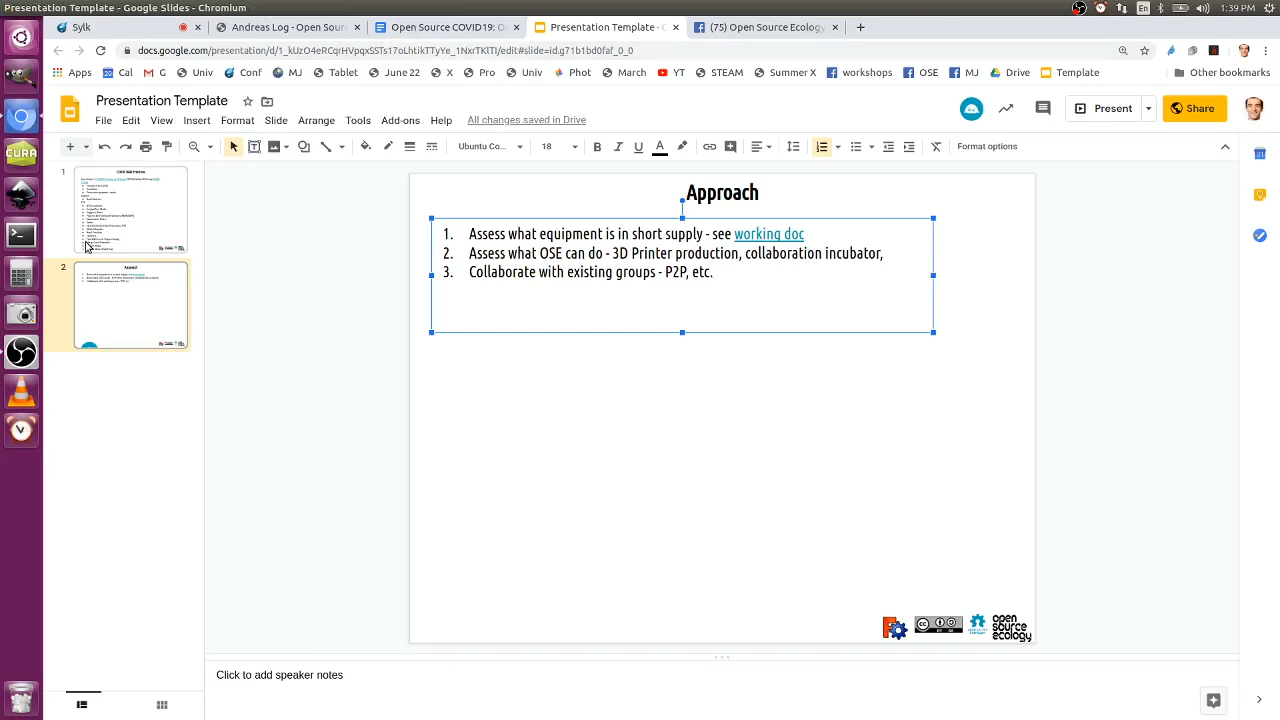 Presentation Template - Google Slides - Chromium
En
1:39 PM
Sylk
Andreas Log - Open Sour
Open Source COVID19: O
Presentation Template - G
(75) Open Source Ecology
docs.google.com/presentation/d/1_kUzO4eRCqrHVpqxSSTs17oLhtikTTyYe_1NxrTKlTI/edit#slide=id.g71b1bd0faf_0_0
Apps
Cal
G
Univ
Conf
MJ
Tablet
June 22
X
Pro
Univ
Phot
March
YT
STEAM
Summer X
workshops
OSE
MJ
Drive
Template
Other bookmarks
Presentation Template
File Edit View Insert Format Slide Arrange Tools Add-ons Help
All changes saved in Drive
Present
Share
Ubuntu Co...
18
Format options
CURA
1
2
Approach
1. Assess what equipment is in short supply - see working doc.
2. Assess what OSE can do - 3D Printer production, collaboration incubator,
3. Collaborate with existing groups - P2P, etc.
open
source
ecology
Click to add speaker notes